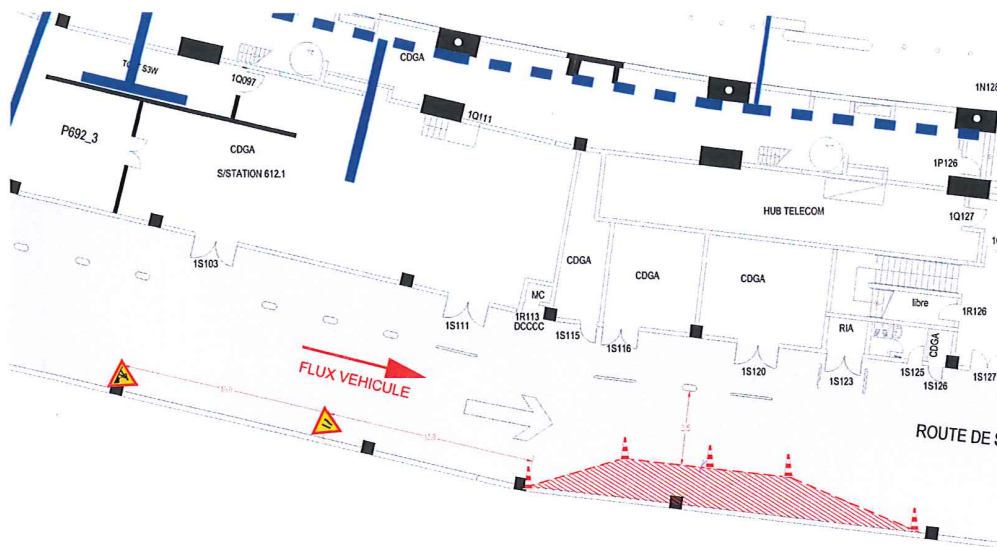 CDGA
1Q097
P692_3
CDGA
S/STATION 612.1
1Q111
1N128
1P126
1Q127
HUB TELECOM
1S103
1S111
MC
1R113
DCCCC
CDGA
1S115
CDGA
1S116
CDGA
1S120
RIA
1S123
libre
1R126
CDGA
1S125
1S126
1S127
FLUX VEHICULE
ROUTE DE S